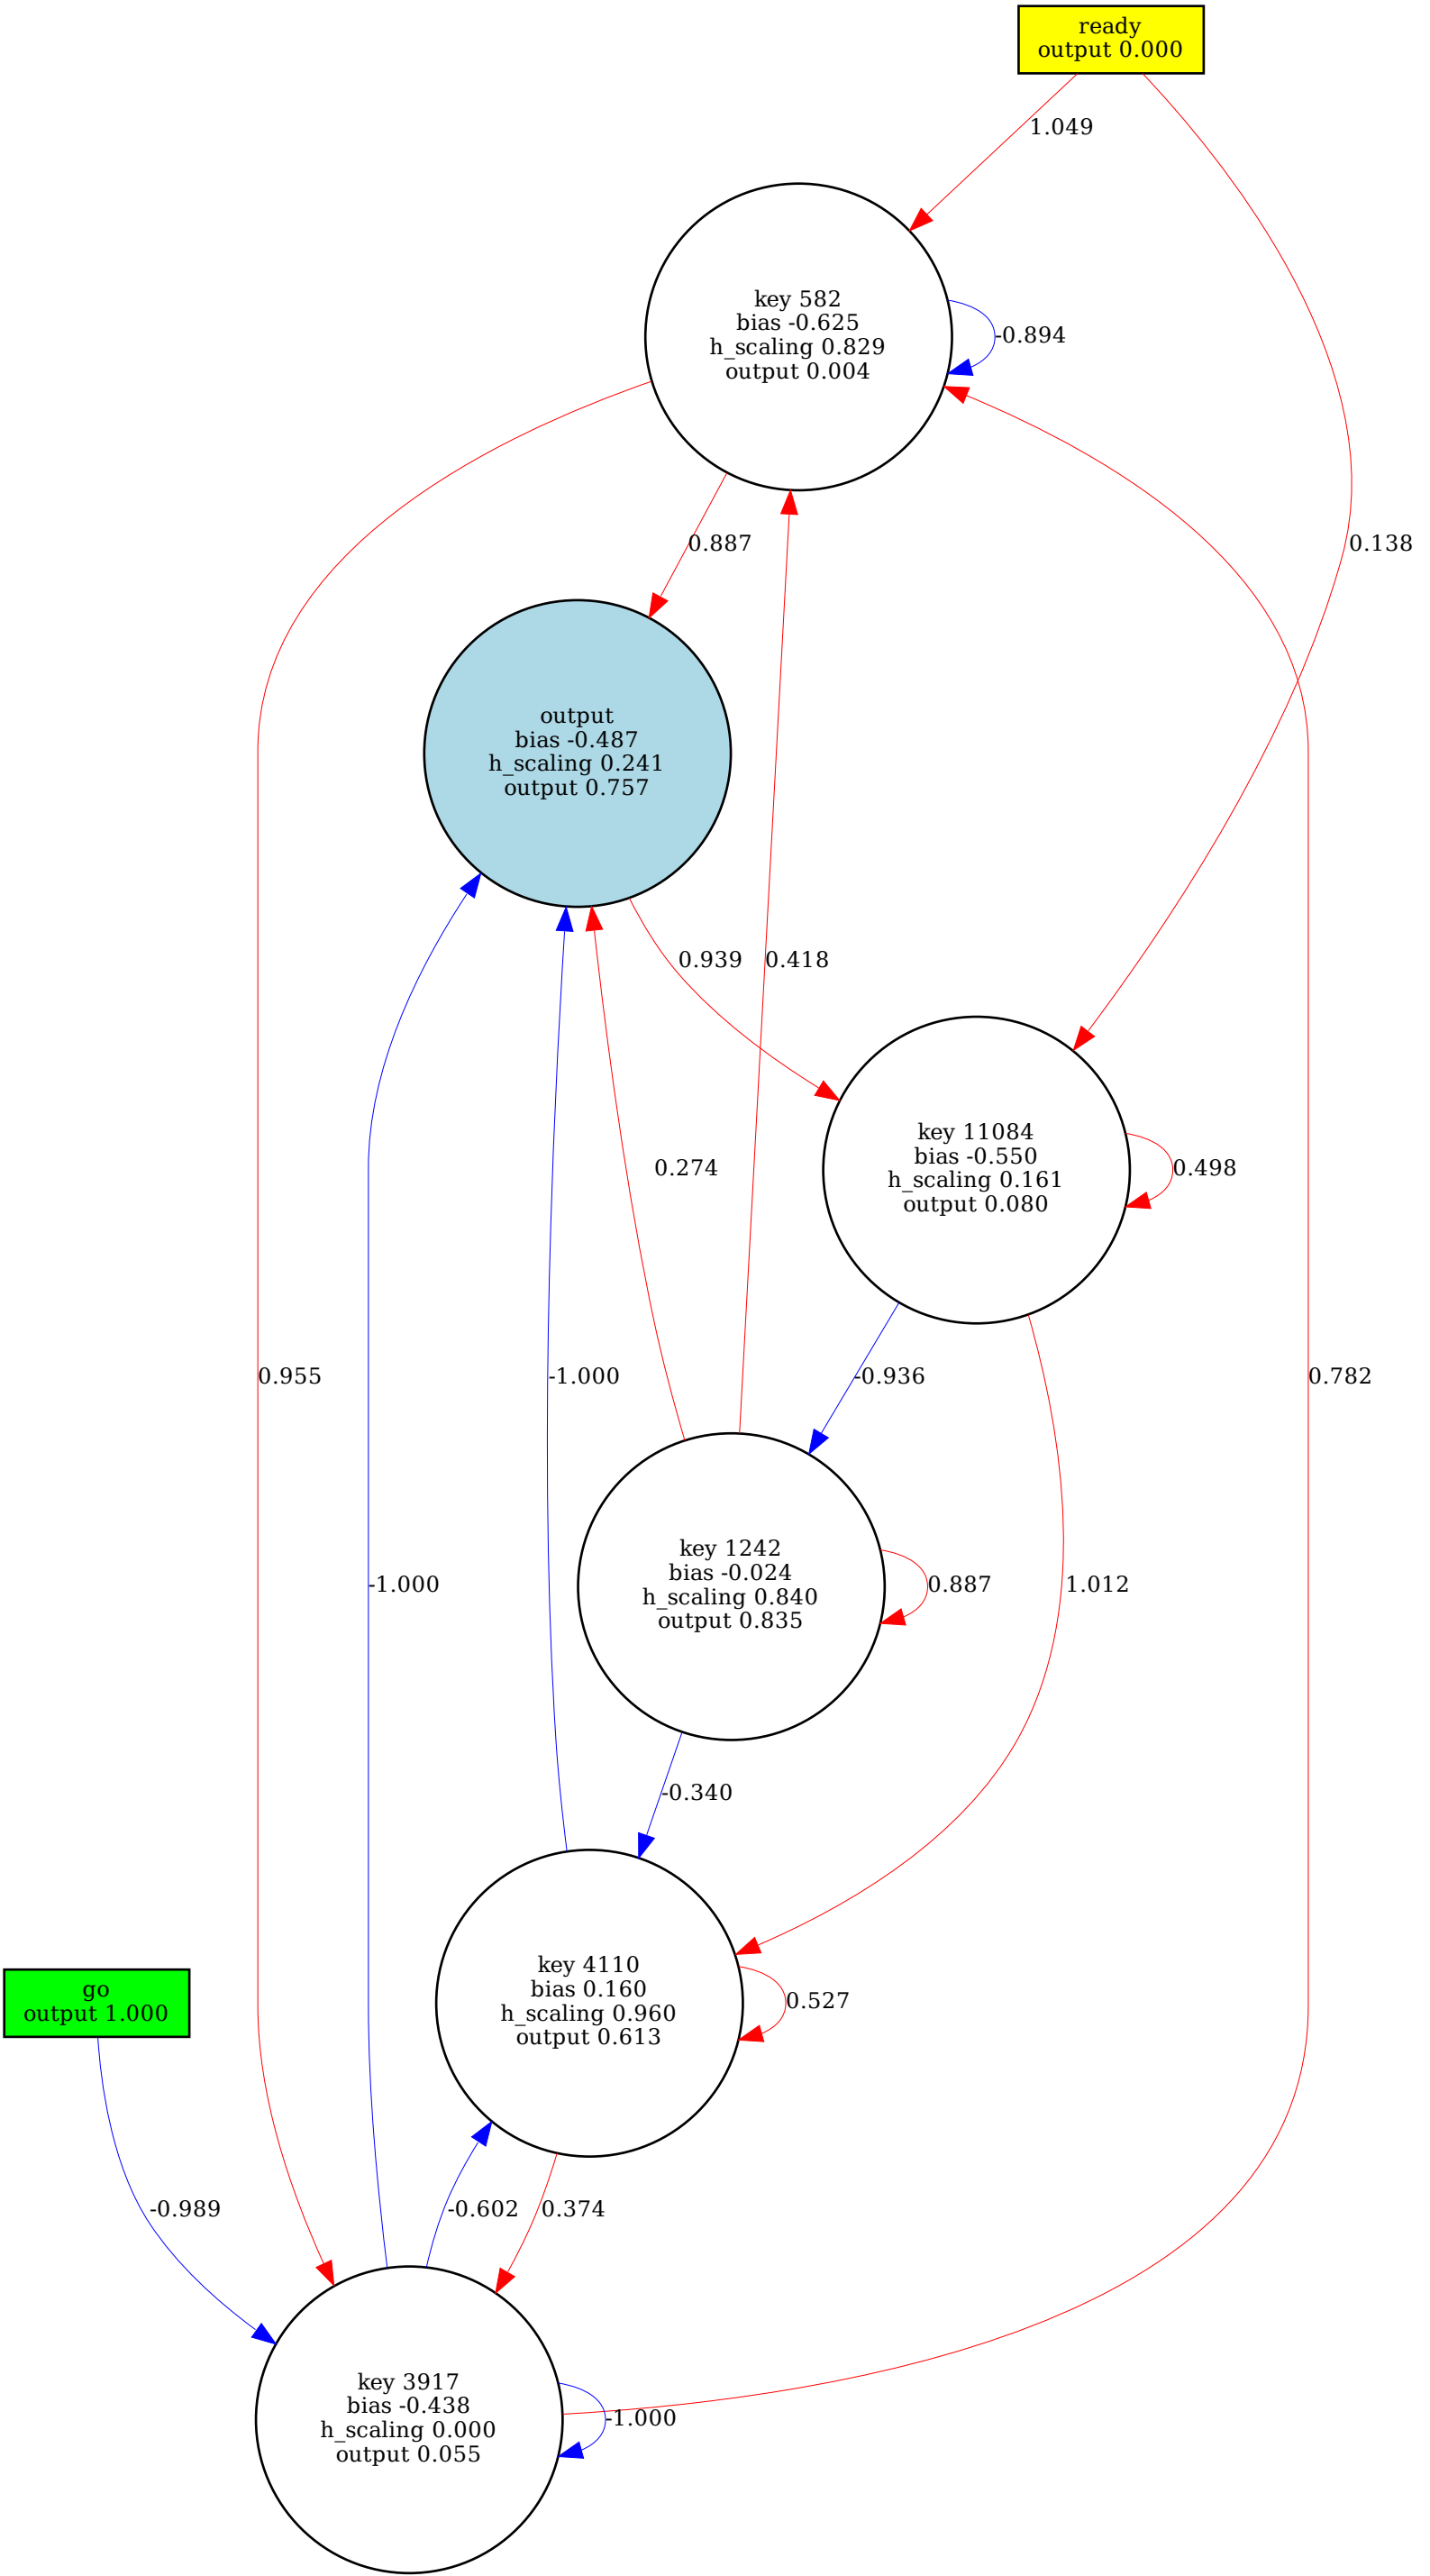 ready
output 0.000
1.049
key 582
bias -0.625
h_scaling 0.829
output 0.004
-0.894
0.887
0.138
output
bias -0.487
h_scaling 0.241
output 0.757
0.939
0.418
key 11084
bias -0.550
h_scaling 0.161
output 0.080
0.274
0.498
0.955
-1.000
-0.936
0.782
key 1242
bias -0.024
h_scaling 0.840
output 0.835
-1.000
0.887
1.012
-0.340
key 4110
bias 0.160
h_scaling 0.960
output 0.613
0.527
go
output 1.000
-0.989
-0.602
0.374
key 3917
bias -0.438
h_scaling 0.000
output 0.055
-1.000